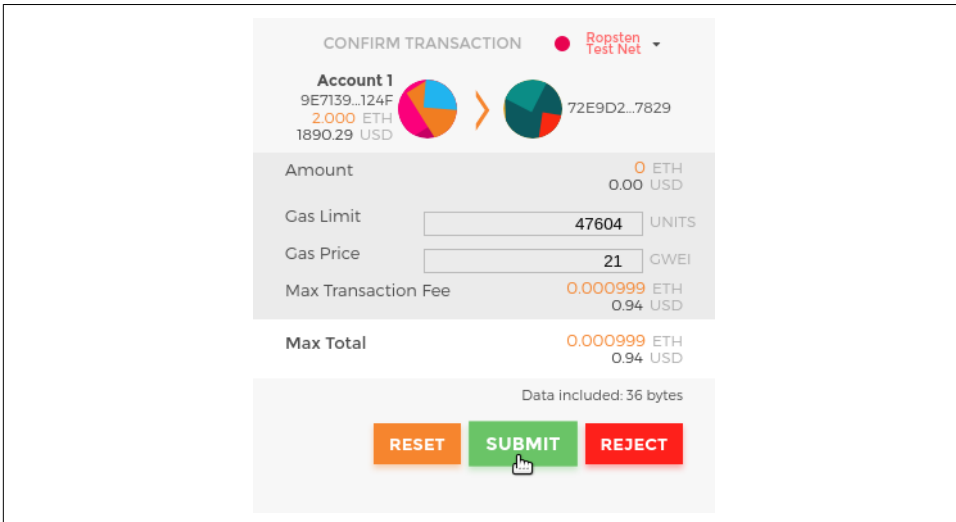 CONFIRM TRANSACTION
Ropsten
Test Net
Account 1
9E7139...124F
2.000 ETH
1890.29 USD
72E9D2...7829
Amount
0 ETH
0.00 USD
Gas Limit
47604 UNITS
Gas Price
21 GWEI
Max Transaction Fee
0.000999 ETH
0.94 USD
Max Total
0.000999 ETH
0.94 USD
Data included: 36 bytes
RESET SUBMIT REJECT